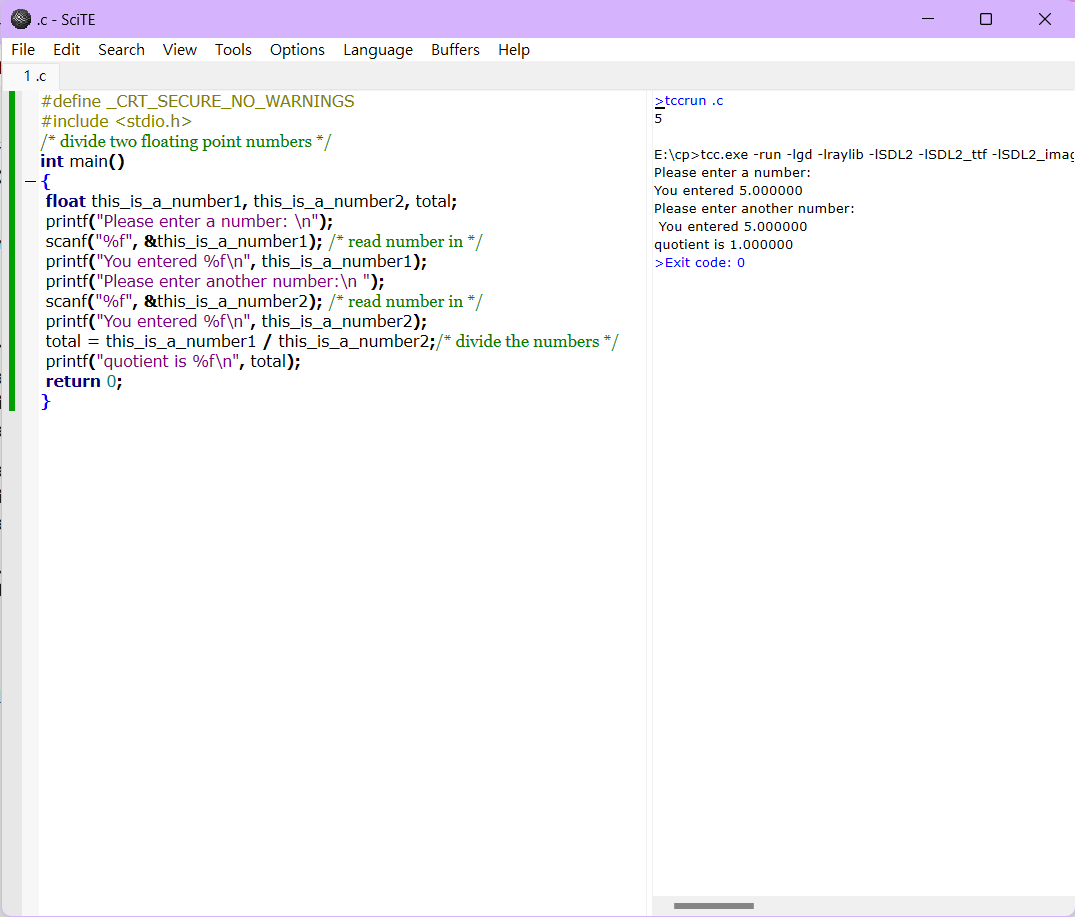 .c - SciTE
File Edit Search View Tools Options Language Buffers Help
1 .c
#define _CRT_SECURE_NO_WARNINGS
#include <stdio.h>
/* divide two floating point numbers */
int main()
{
 float this_is_a_number1, this_is_a_number2, total;
 printf("Please enter a number: \n");
 scanf("%f", &this_is_a_number1); /* read number in */
 printf("You entered %f\n", this_is_a_number1);
 printf("Please enter another number:\n ");
 scanf("%f", &this_is_a_number2); /* read number in */
 printf("You entered %f\n", this_is_a_number2);
 total = this_is_a_number1 / this_is_a_number2;/* divide the numbers */
 printf("quotient is %f\n", total);
 return 0;
}
>tccrun .c
5
E:\cp>tcc.exe -run -lgd -lraylib -lSDL2 -lSDL2_ttf -lSDL2_imag
Please enter a number:
You entered 5.000000
Please enter another number:
 You entered 5.000000
quotient is 1.000000
>Exit code: 0